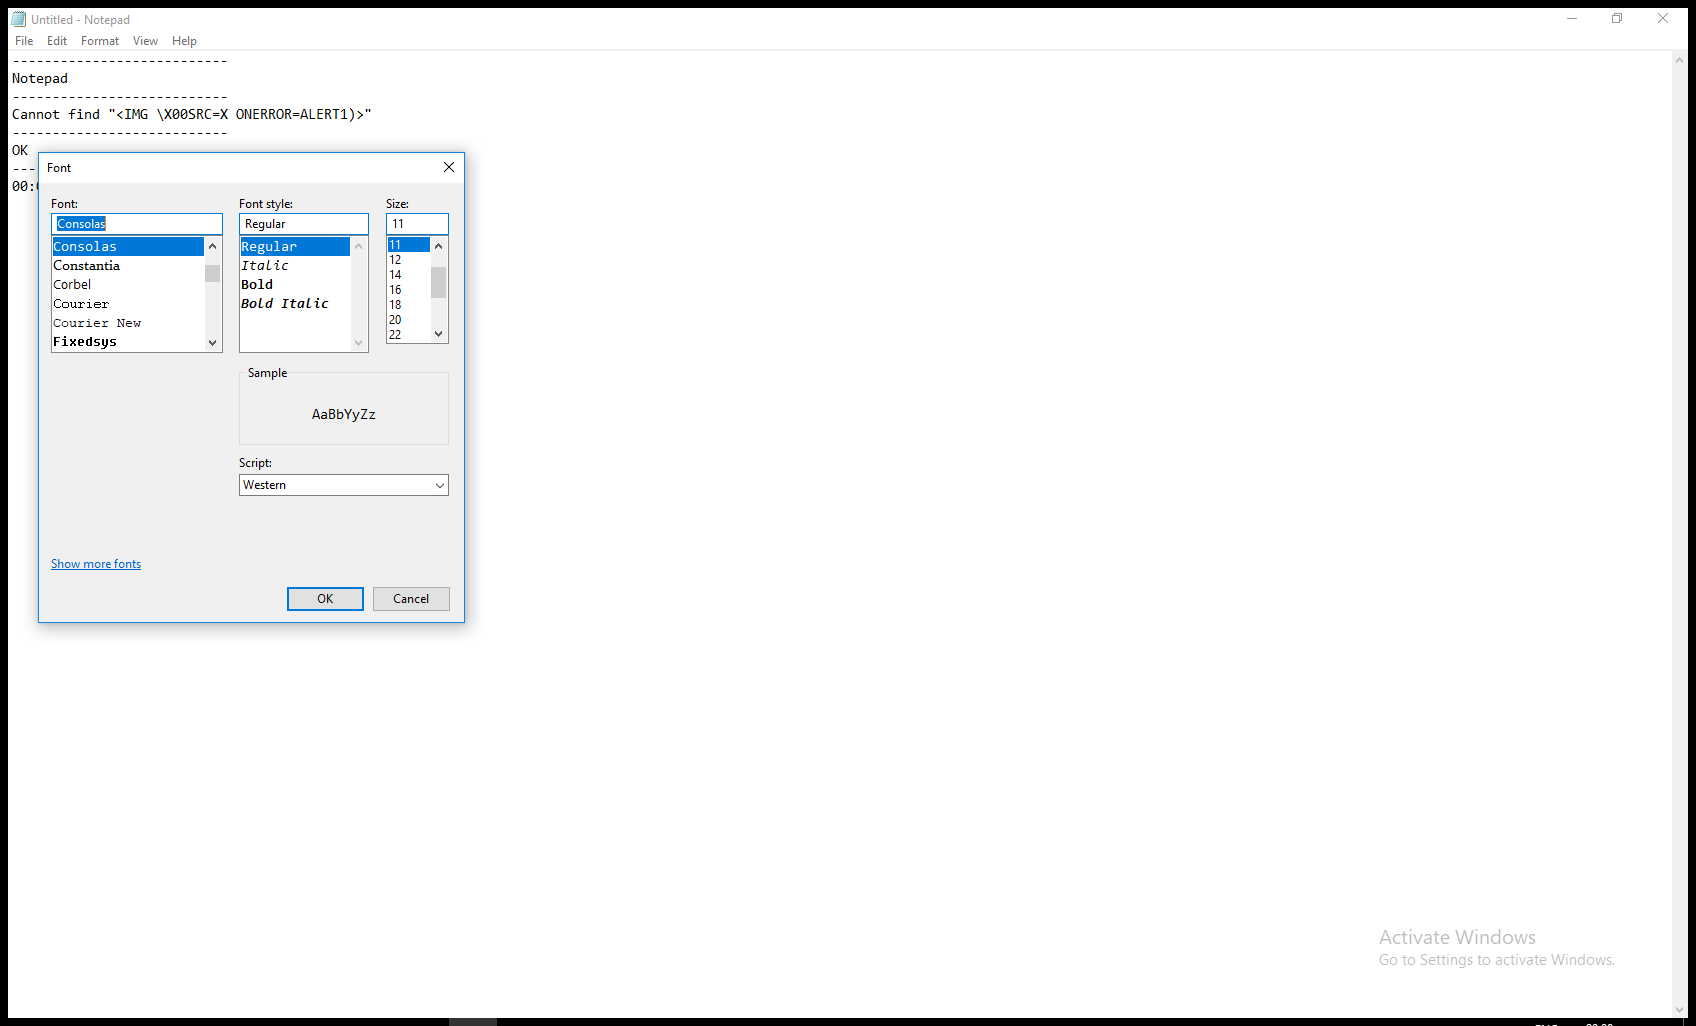 Untitled - Notepad
File Edit Format View Help
---------------------------
Notepad
---------------------------
Cannot find "<IMG \X00SRC=X ONERROR=ALERT1)>"
---------------------------
OK
---
00:
Font
Font: Font style: Size:
Consolas Regular 11
Consolas Regular 11
Constantia Italic 12
Corbel Bold 14
Courier Bold Italic 16
Courier New 18
Fixedsys 20
22
Sample
AaBbYyZz
Script:
Western
Show more fonts
OK Cancel
Activate Windows
Go to Settings to activate Windows.